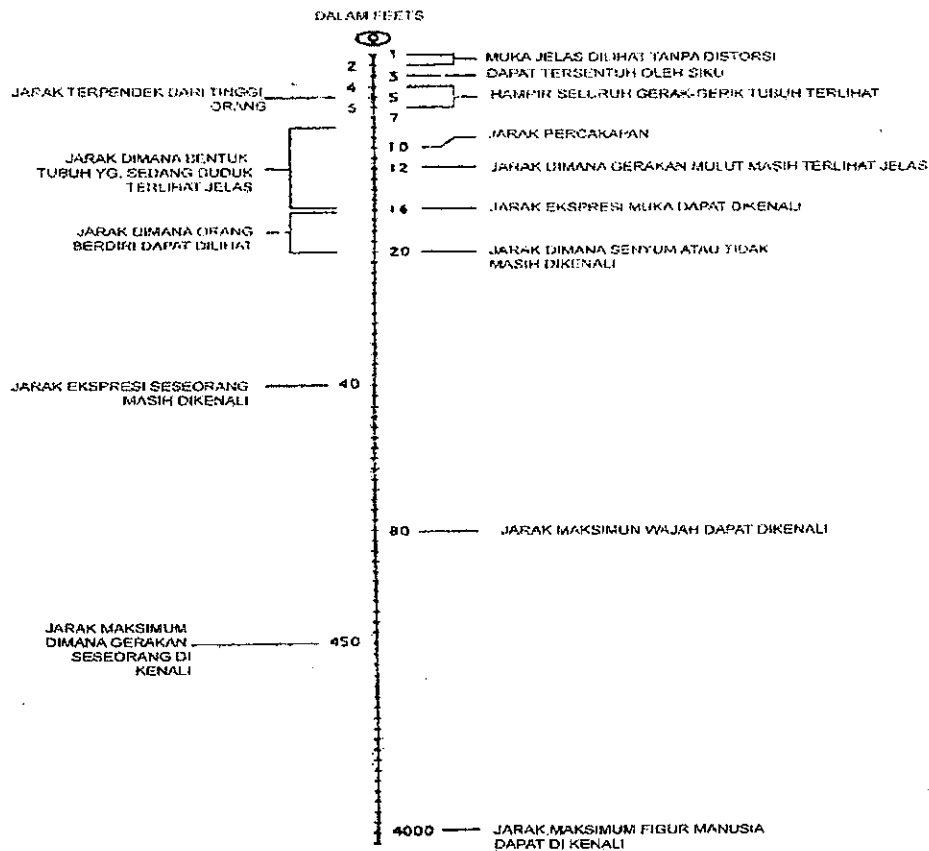 DALAM FEETS
1
MUKA JELAS DILIHAT TANPA DISTORSI
2
3
DAPAT TERSENTUH OLEH SIKU
4
JARAK TERPENDEK DARI TINGGI
ORANG
5
HAMPIR SELURUH GERAK-GERIK TUBUH TERLIHAT
6
7
JARAK DIMANA BENTUK
TUBUH YG. SEDANG DUDUK
TERLIHAT JELAS
10
JARAK PERCAKAPAN
12
JARAK DIMANA GERAKAN MULUT MASIH TERLIHAT JELAS
16
JARAK EKSPRESI MUKA DAPAT DIKENALI
JARAK DIMANA ORANG
BERDIRI DAPAT DILIHAT
20
JARAK DIMANA SENYUM ATAU TIDAK
MASIH DIKENALI
JARAK EKSPRESI SESEORANG
MASIH DIKENALI
40
80
JARAK MAKSIMUN WAJAH DAPAT DIKENALI
JARAK MAKSIMUM
DIMANA GERAKAN
SESEORANG DI
KENALI
450
4000
JARAK MAKSIMUM FIGUR MANUSIA
DAPAT DI KENALI